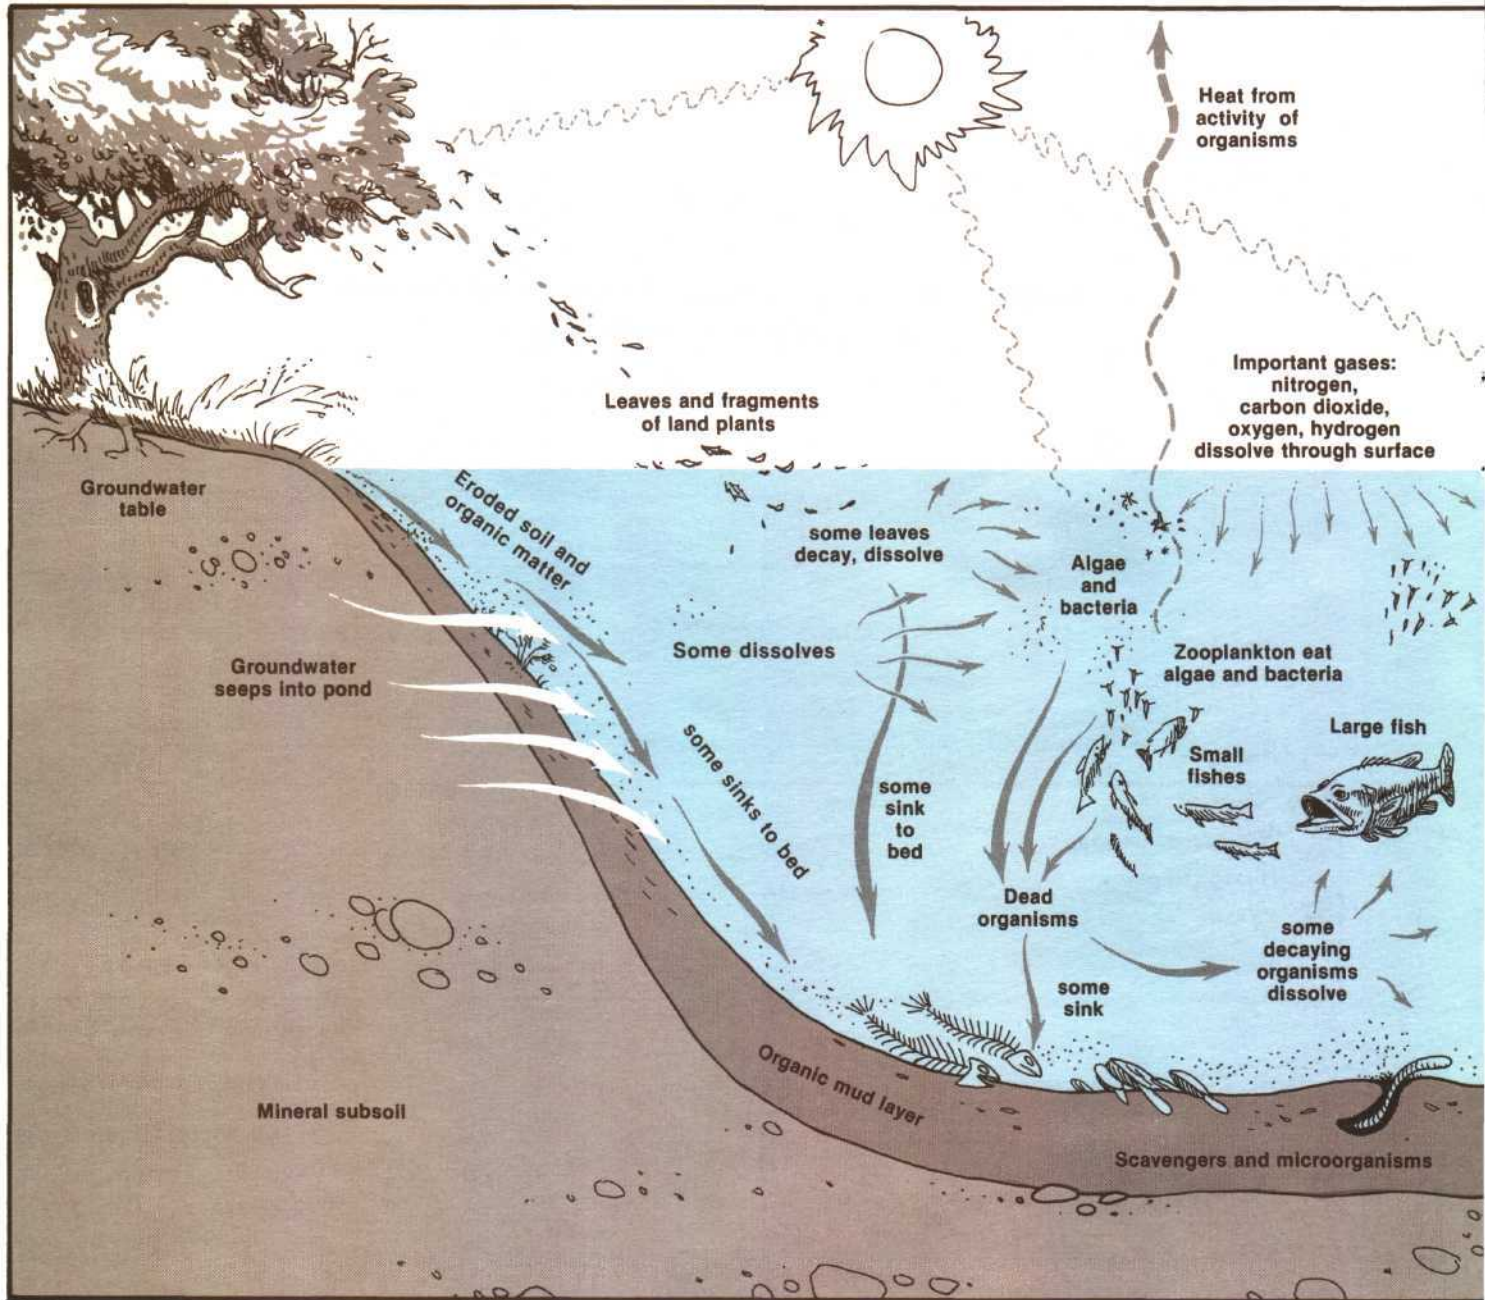 Heat from
activity of
organisms
Important gases:
nitrogen,
carbon dioxide,
oxygen, hydrogen
dissolve through surface
Leaves and fragments
of land plants
Groundwater
table
Eroded soil and
organic matter
some leaves
decay, dissolve
Algae
and
bacteria
Some dissolves
Zooplankton eat
algae and bacteria
Groundwater
seeps into pond
Large fish
Small
fishes
some sinks to bed
some
sink
to
bed
Dead
organisms
some
decaying
organisms
dissolve
some
sink
Organic mud layer
Mineral subsoil
Scavengers and microorganisms